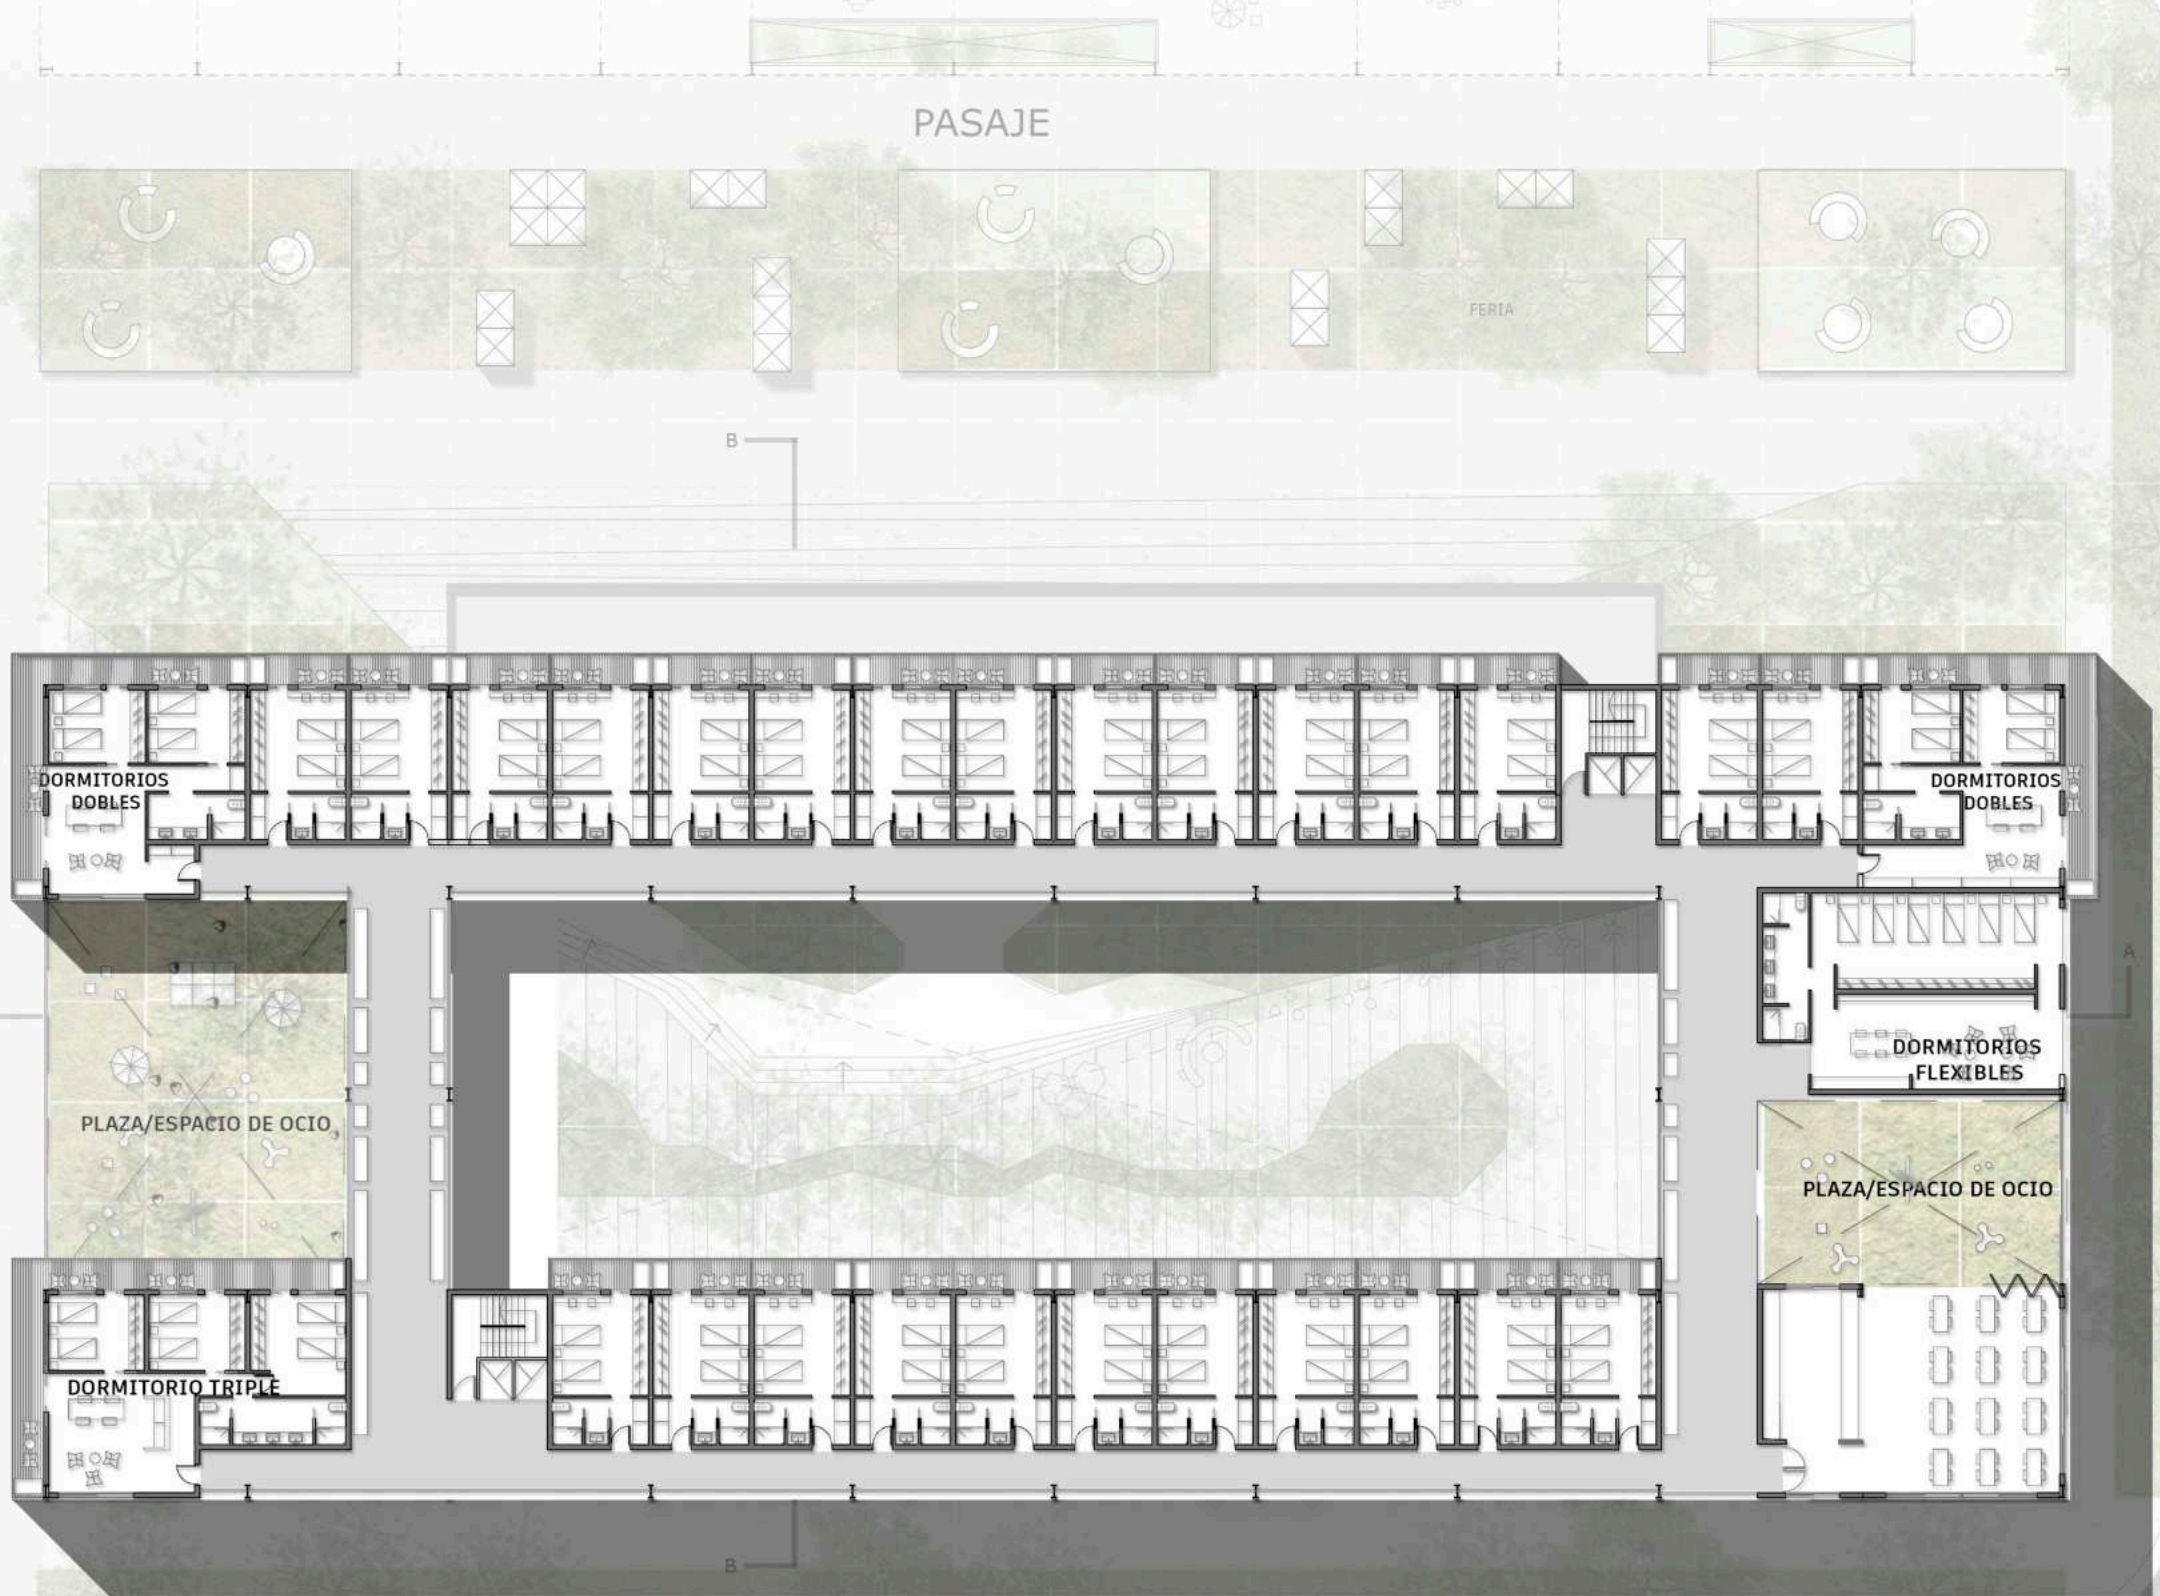 PASAJE
FERIA
B
DORMITORIOS
DOBLES
DORMITORIOS
DOBLES
A
DORMITORIOS
FLEXIBLES
PLAZA/ESPACIO DE OCIO
PLAZA/ESPACIO DE OCIO
DORMITORIO TRIPLE
B